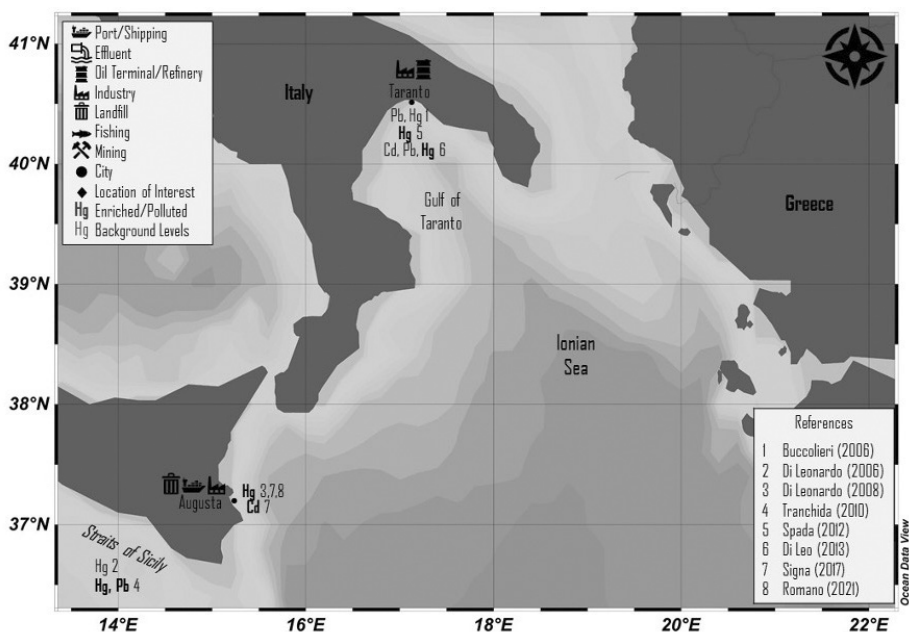 41°N
40°N
39°N
38°N
37°N
Port/Shipping
Effluent
Oil Terminal/Refinery
Industry
Landfill
Fishing
Mining
City
Location of Interest
Hg Enriched/Polluted
Hg Background Levels
Italy
Taranto
Pb, Hg 1
Hg 5
Cd, Pb, Hg 6
Gulf of
Taranto
Greece
Ionian
Sea
Augusta
Hg 3,7,8
Cd 7
Straits of Sicily
Hg 2
Hg, Pb 4
References
1 Buccolieri (2006)
2 Di Leonardo (2006)
3 Di Leonardo (2008)
4 Tranchida (2010)
5 Spada (2012)
6 Di Leo (2013)
7 Signa (2017)
8 Romano (2021)
Ocean Data View
14°E
16°E
18°E
20°E
22°E